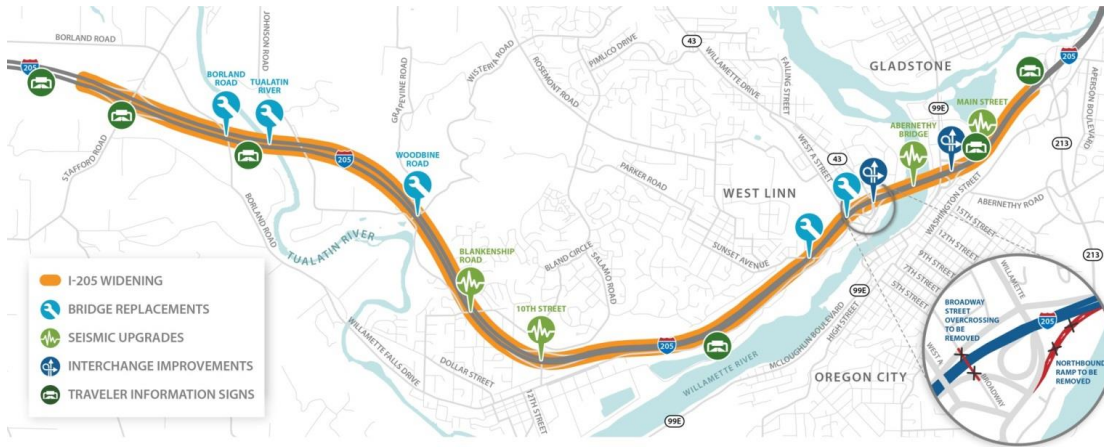 BORLAND ROAD
JOHNSON ROAD
205
STAFFORD ROAD
BORLAND
ROAD
TUALATIN
RIVER
BORLAND ROAD
TUALATIN RIVER
GRAPEVINE ROAD
WISTERIA ROAD
WOODBINE
ROAD
205
ROSEMONT ROAD
PIMLICO DRIVE
43
WILLAMETTE DRIVE
FAILING STREET
WEST A STREET
PARKER ROAD
WEST LINN
SUNSET AVENUE
BLAND CIRCLE
SALAMO ROAD
BLANKENSHIP
ROAD
10TH STREET
205
DOLLAR STREET
12TH STREET
WILLAMETTE FALLS DRIVE
WILLAMETTE RIVER
99E
MCLOUGHLIN BOULEVARD
HIGH STREET
99E
OREGON CITY
5TH STREET
7TH STREET
9TH STREET
12TH STREET
15TH STREET
WASHINGTON STREET
ABERNETHY ROAD
43
ABERNETHY
BRIDGE
MAIN STREET
99E
GLADSTONE
205
APERSON BOULEVARD
213
213
I-205 WIDENING
BRIDGE REPLACEMENTS
SEISMIC UPGRADES
INTERCHANGE IMPROVEMENTS
TRAVELER INFORMATION SIGNS
BROADWAY
STREET
OVERCROSSING
TO BE
REMOVED
WILLAMETTE
205
WEST A
BROADWAY
NORTHBOUND
RAMP TO BE
REMOVED